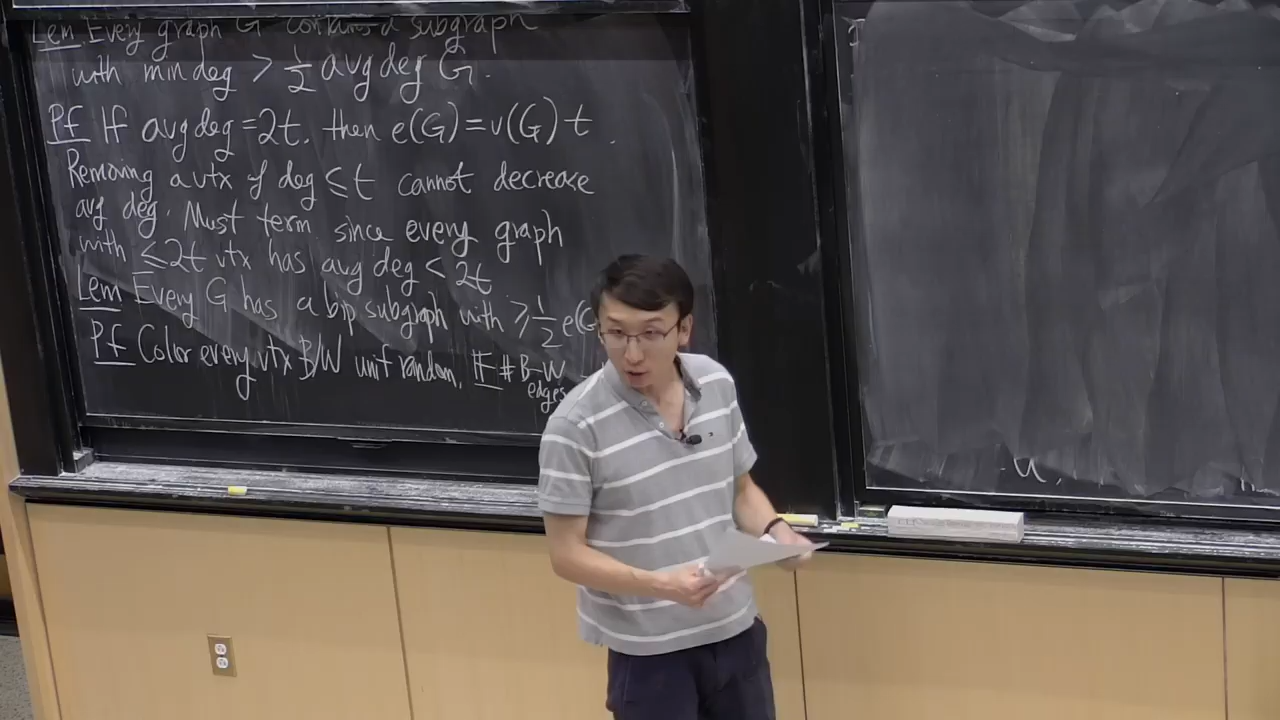 Lem Every graph G contains a subgraph
with min deg > 1/2 avg deg G.
Pf If avg deg = 2t, then e(G) = v(G) t.
Removing a vtx of deg ≤ t cannot decrease
avg deg. Must term since every graph
with ≤ 2t vtx has avg deg < 2t
Lem Every G has a bip subgraph with ≥ 1/2 e(G
Pf Color every vtx B/W unif random. E # B-W
edges